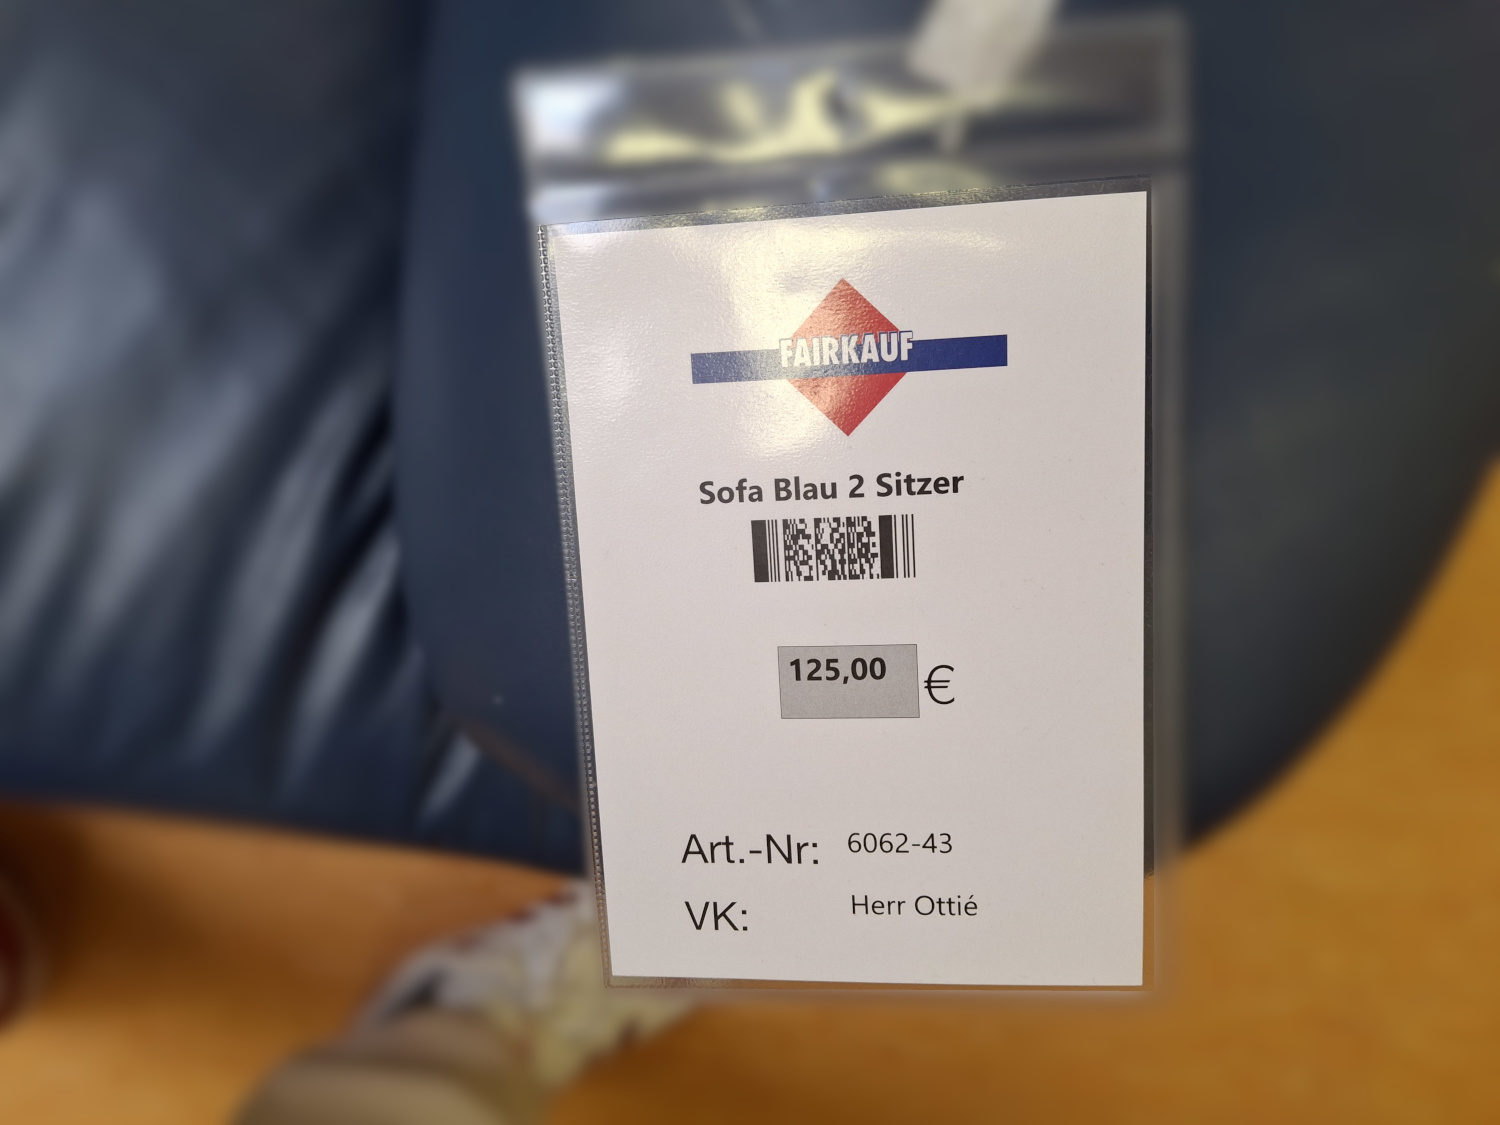 FAIRKAUF
Sofa Blau 2 Sitzer
125,00 €
Art.-Nr: 6062-43
VK: Herr Ottié